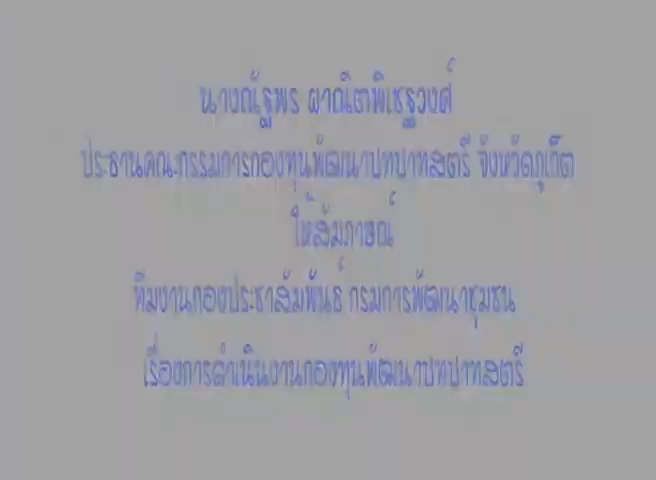 นางณัฐพร ผาณิตพิเชฐวงศ์
ประธานคณะกรรมการกองทุนพัฒนาบทบาทสตรี จังหวัดภูเก็ต
ให้สัมภาษณ์
ทีมงานกองประชาสัมพันธ์ กรมการพัฒนาชุมชน
เรื่องการดำเนินงานกองทุนพัฒนาบทบาทสตรี